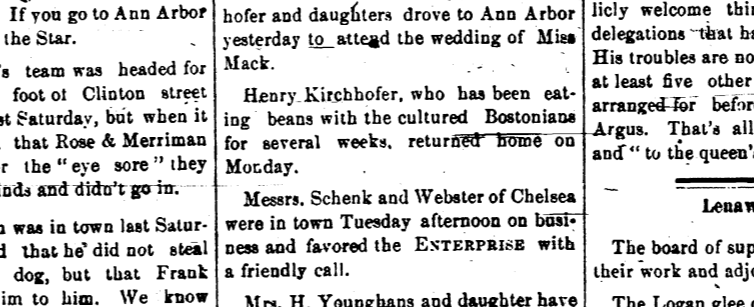 If you go to Ann Arbor
the Star.
's team was headed for
foot of Clinton street
st Saturday, but when it
that Rose & Merriman
r the "eye sore" they
nds and didn't go in.
n was in town last Satur-
d that he did not steal
dog, but that Frank
im to him. We know
hofer and daughters drove to Ann Arbor
yesterday to attend the wedding of Miss
Mack.
Henry Kirchhofer, who has been eat-
ing beans with the cultured Bostonians
for several weeks, returned home on
Monday.
Messrs. Schenk and Webster of Chelsea
were in town Tuesday afternoon on busi-
ness and favored the ENTERPRISE with
a friendly call.
Mrs. H. Younghans and daughter have
licly welcome thi
delegations that ha
His troubles are no
at least five other
arranged for befor
Argus. That's all
and "to the queen'
Lenaw
The board of sup
their work and adj
The Logan glee c